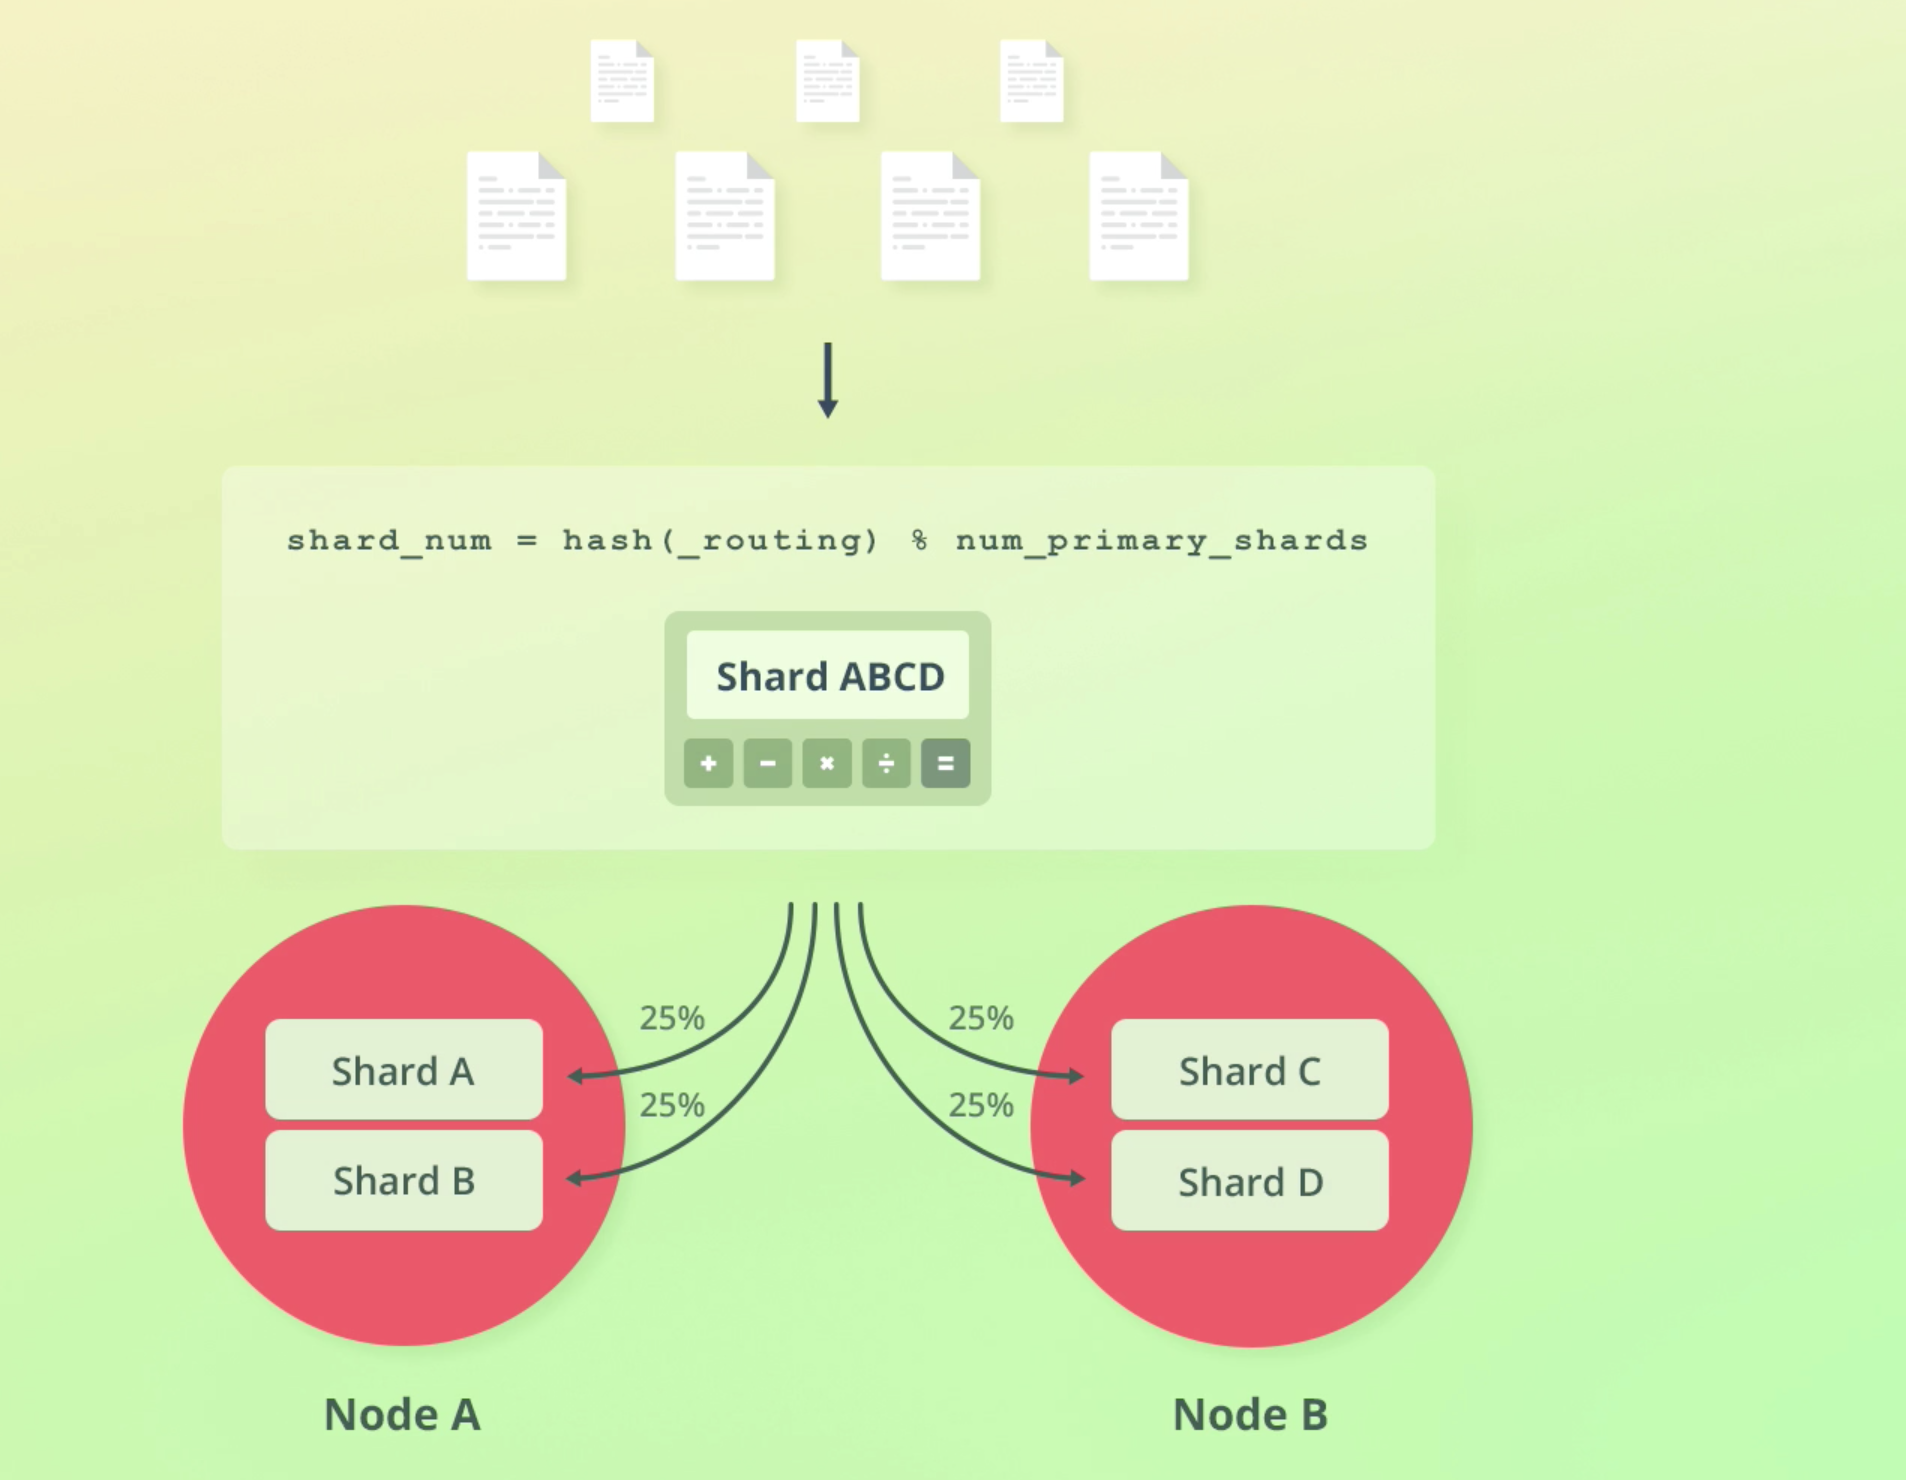 shard_num = hash(_routing) % num_primary_shards
Shard ABCD
+ − × ÷ =
25% 25%
Shard A Shard C
25% 25%
Shard B Shard D
Node A Node B